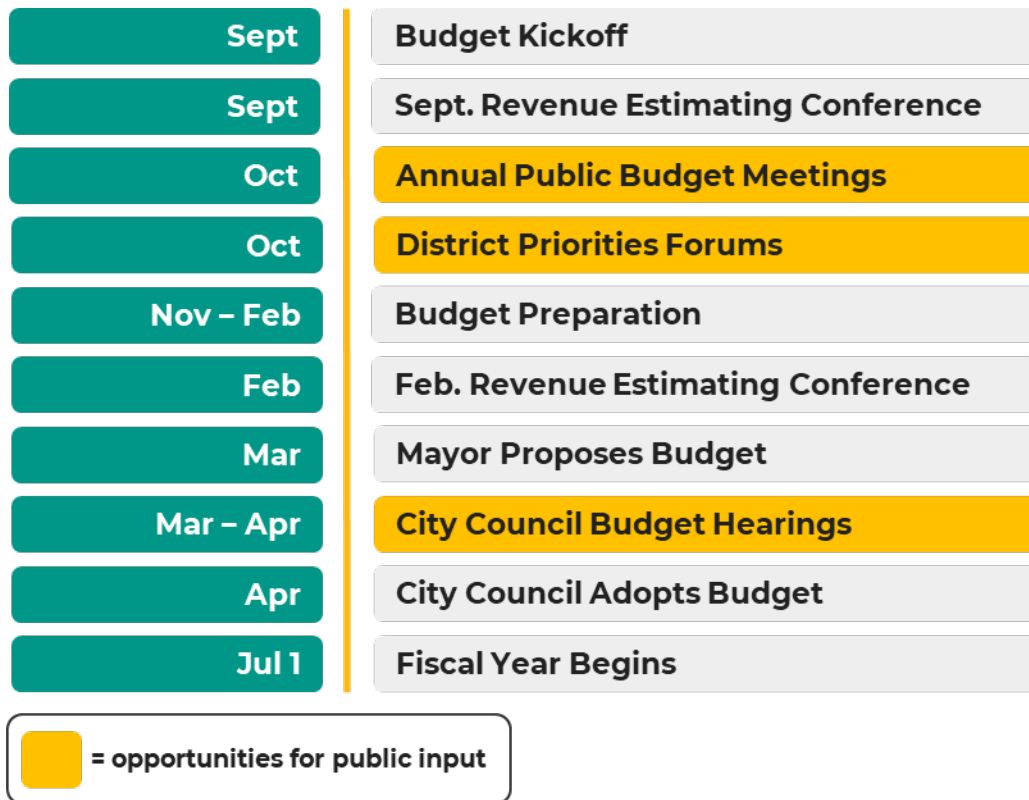 Sept Budget Kickoff
Sept Sept. Revenue Estimating Conference
Oct Annual Public Budget Meetings
Oct District Priorities Forums
Nov – Feb Budget Preparation
Feb Feb. Revenue Estimating Conference
Mar Mayor Proposes Budget
Mar – Apr City Council Budget Hearings
Apr City Council Adopts Budget
Jul 1 Fiscal Year Begins
= opportunities for public input